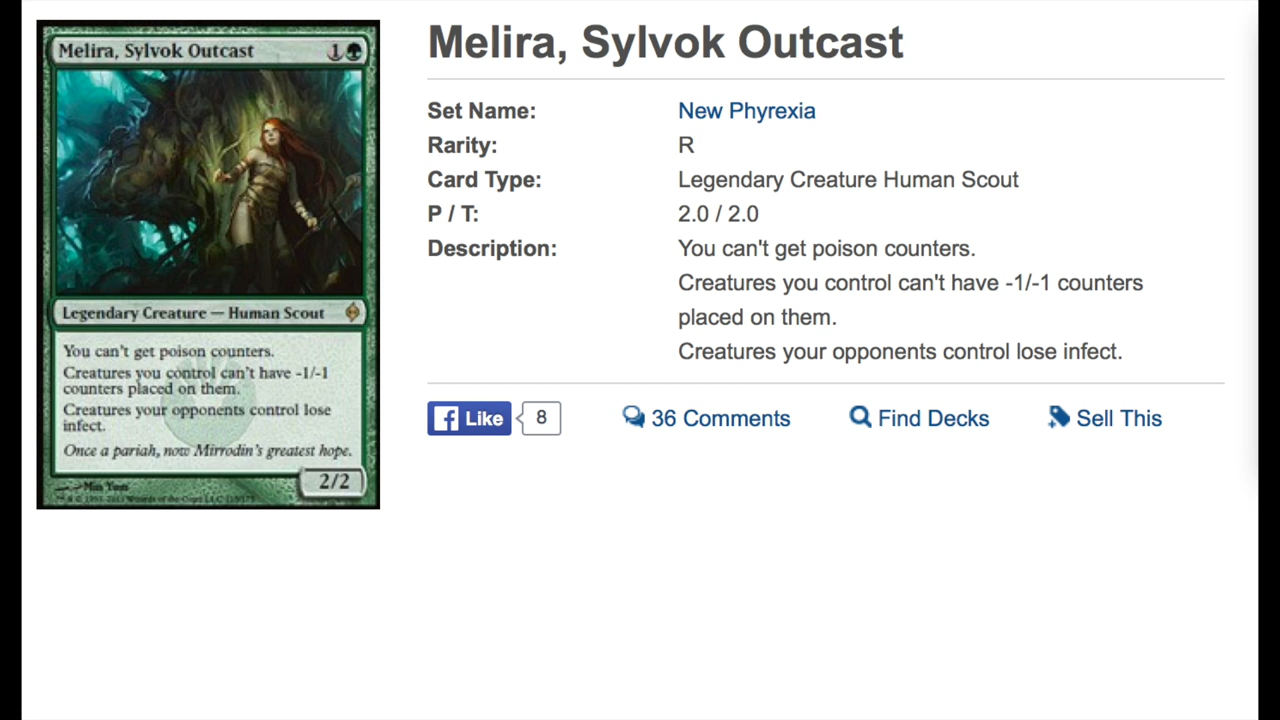 Melira, Sylvok Outcast 1
Legendary Creature — Human Scout
You can't get poison counters.
Creatures you control can't have -1/-1
counters placed on them.
Creatures your opponents control lose
infect.
Once a pariah, now Mirrodin's greatest hope.
2/2
Min Yum
Melira, Sylvok Outcast
Set Name: New Phyrexia
Rarity: R
Card Type: Legendary Creature Human Scout
P / T: 2.0 / 2.0
Description: You can't get poison counters.
Creatures you control can't have -1/-1 counters
placed on them.
Creatures your opponents control lose infect.
Like 8 36 Comments Find Decks Sell This